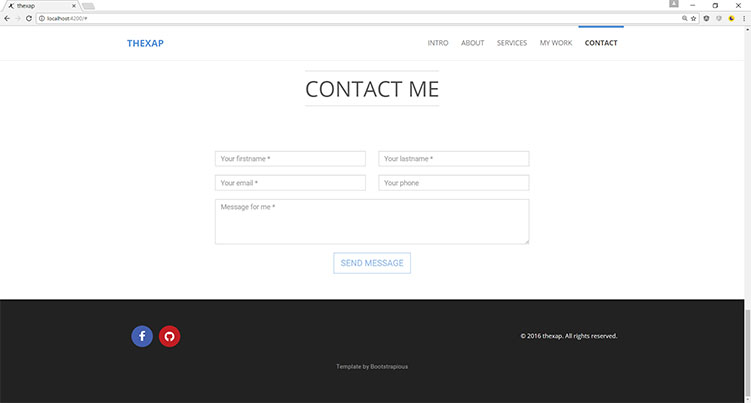 thexap
localhost:4200/#
THEXAP
INTRO ABOUT SERVICES MY WORK CONTACT
CONTACT ME
Your firstname * Your lastname *
Your email * Your phone
Message for me *
SEND MESSAGE
© 2016 thexap. All rights reserved.
Template by Bootstrapious